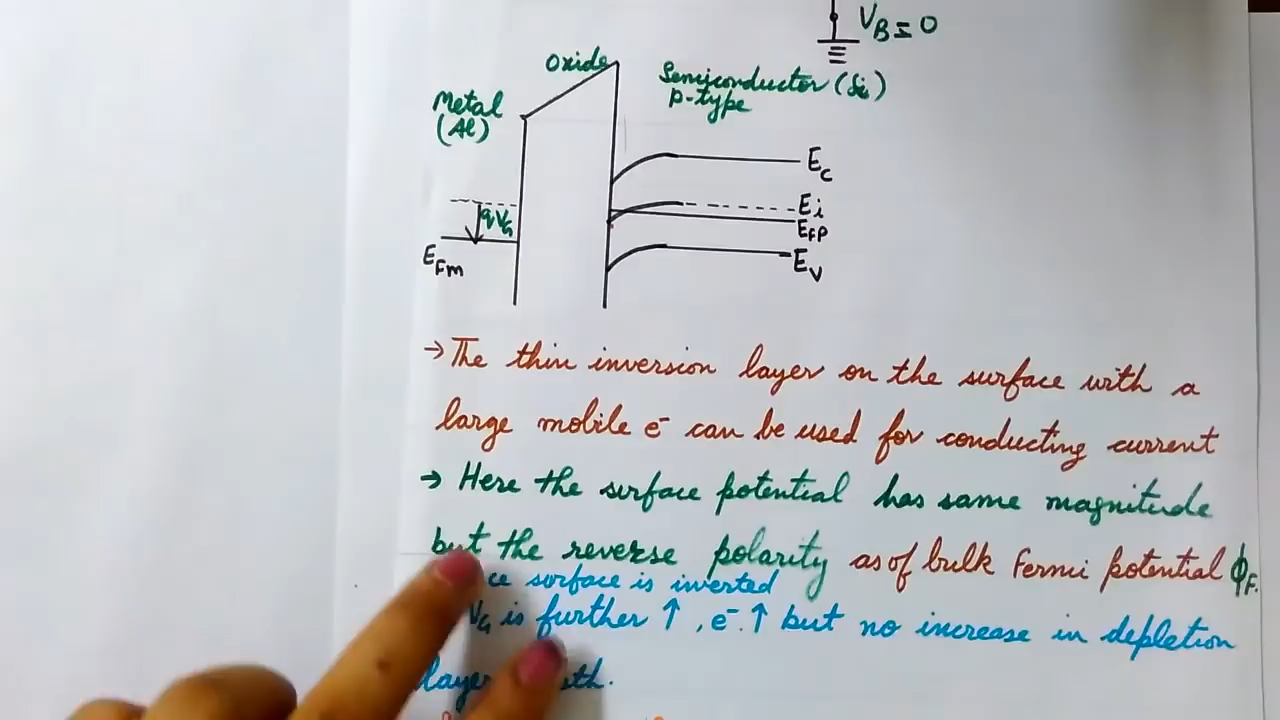 VB = 0
Oxide
Semiconductor (Si)
P-type
Metal
(Al)
Ec
Ei
EFP
Ev
qVG
EFm
→ The thin inversion layer on the surface with a
large mobile e⁻ can be used for conducting current
→ Here the surface potential has same magnitude
but the reverse polarity as of bulk Fermi potential ϕF.
surface is inverted
VG is further ↑, e⁻ ↑ but no increase in depletion
layer